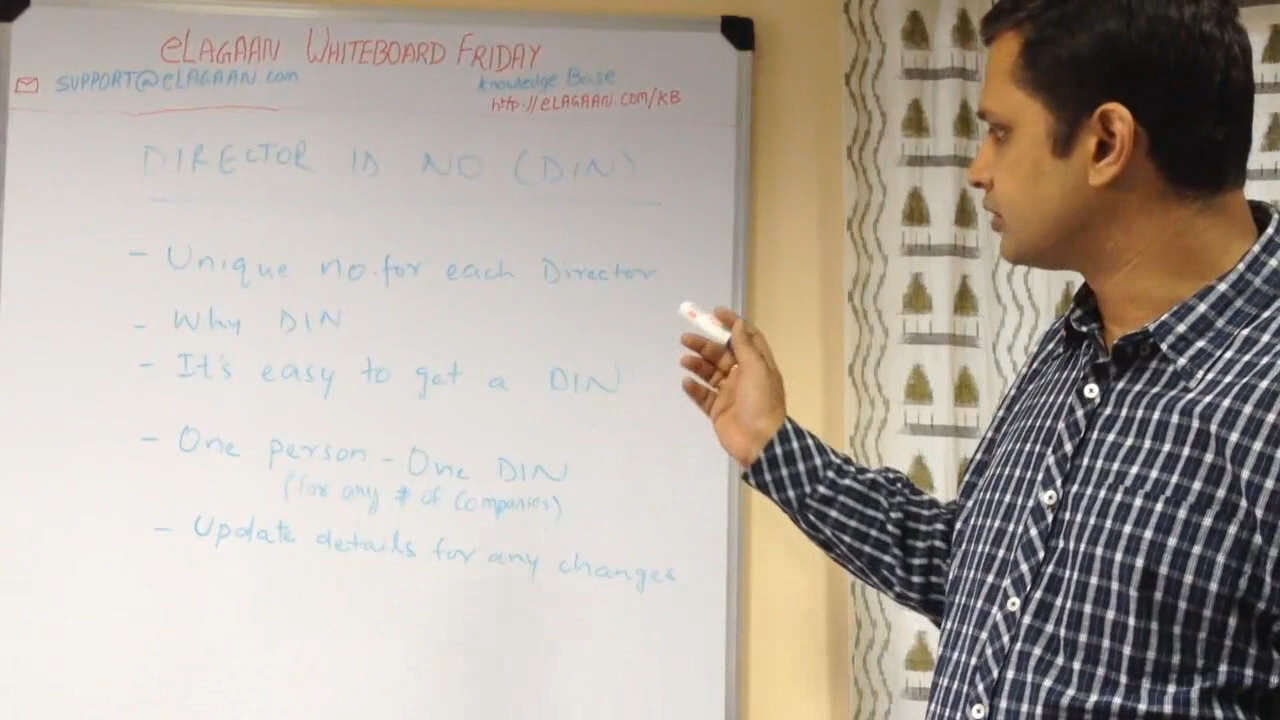 eLAGAAN WHITEBOARD FRIDAY
SUPPORT@eLAGAAN.com
Knowledge Base
http://eLAGAAN.COM/KB
DIRECTOR ID NO (DIN)
- Unique no. for each Director
- Why DIN
- It's easy to get a DIN
- One person - One DIN
(for any # of Companies)
- Update details for any changes